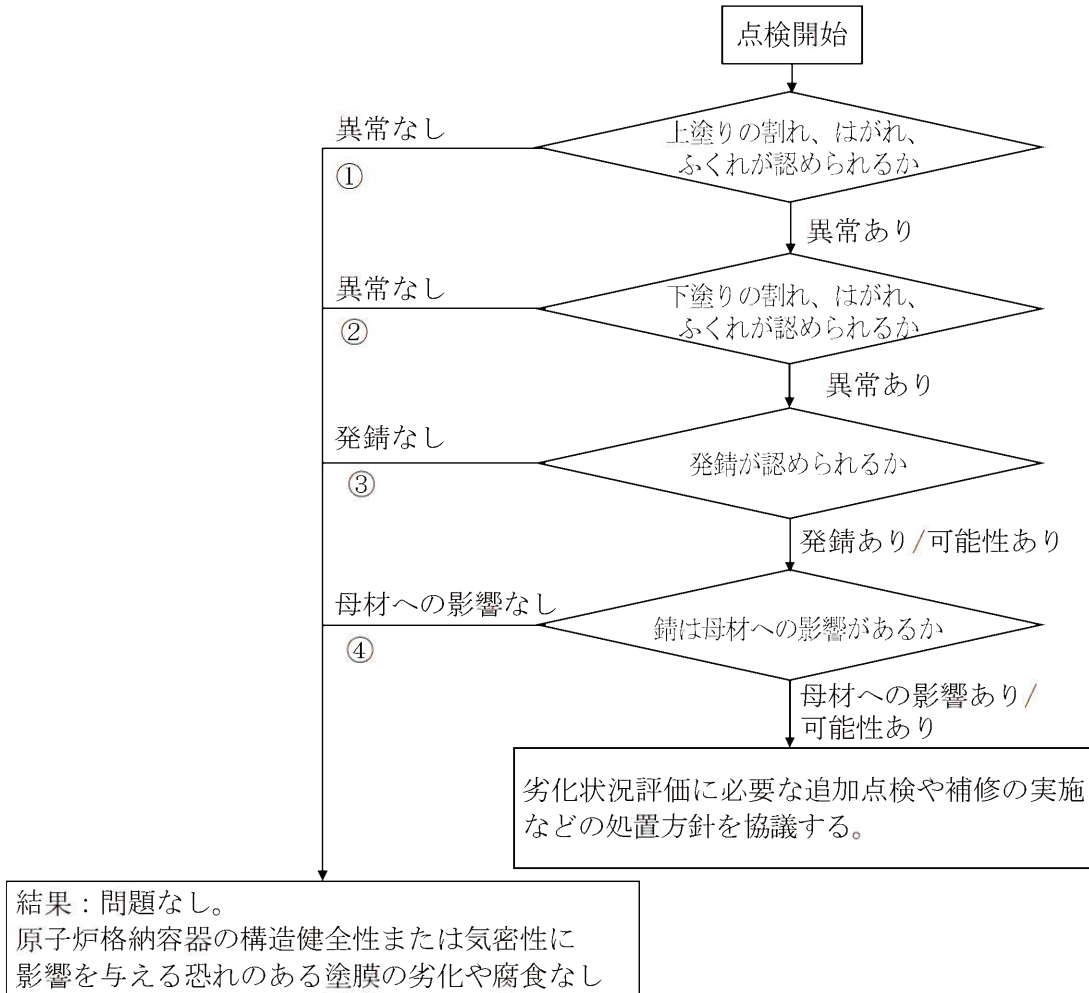 点検開始
異常なし
上塗りの割れ、はがれ、
ふくれが認められるか
①
異常あり
異常なし
下塗りの割れ、はがれ、
ふくれが認められるか
②
異常あり
発錆なし
発錆が認められるか
③
発錆あり/可能性あり
母材への影響なし
錆は母材への影響があるか
④
母材への影響あり/
可能性あり
劣化状況評価に必要な追加点検や補修の実施
などの処置方針を協議する。
結果：問題なし。
原子炉格納容器の構造健全性または気密性に
影響を与える恐れのある塗膜の劣化や腐食なし